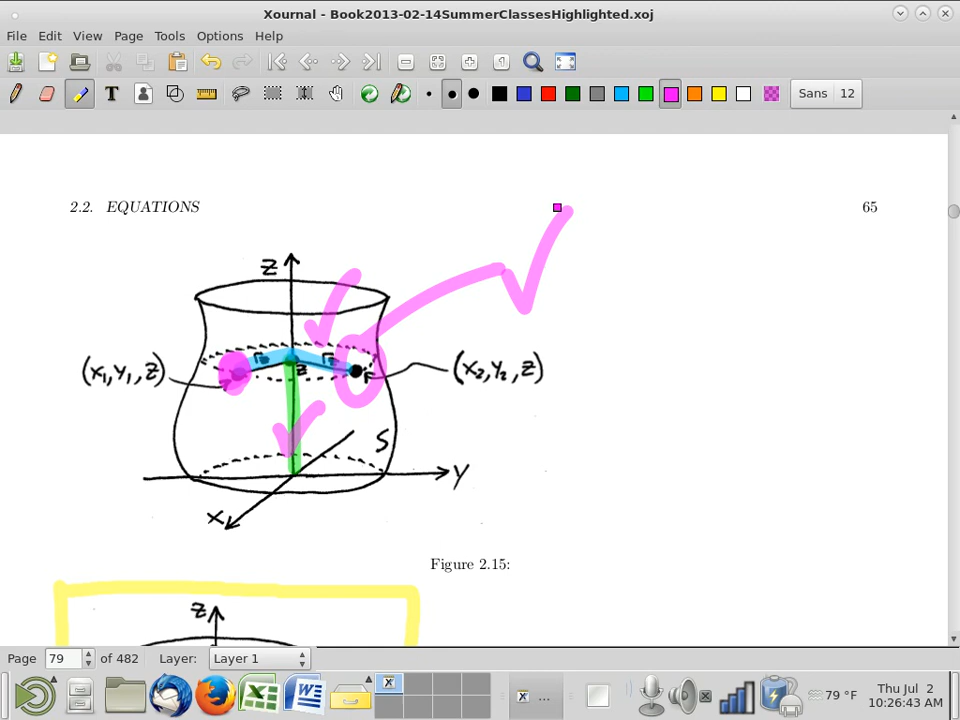 Xournal - Book2013-02-14SummerClassesHighlighted.xoj
File Edit View Page Tools Options Help
Sans 12
2.2. EQUATIONS 65
Z
(x₁,y₁,z)
r₁ r₂
z
(x₂,y₂,z)
S
y
x
Figure 2.15:
Z
Page 79 of 482 Layer: Layer 1
79 °F
Thu Jul 2
10:26:43 AM